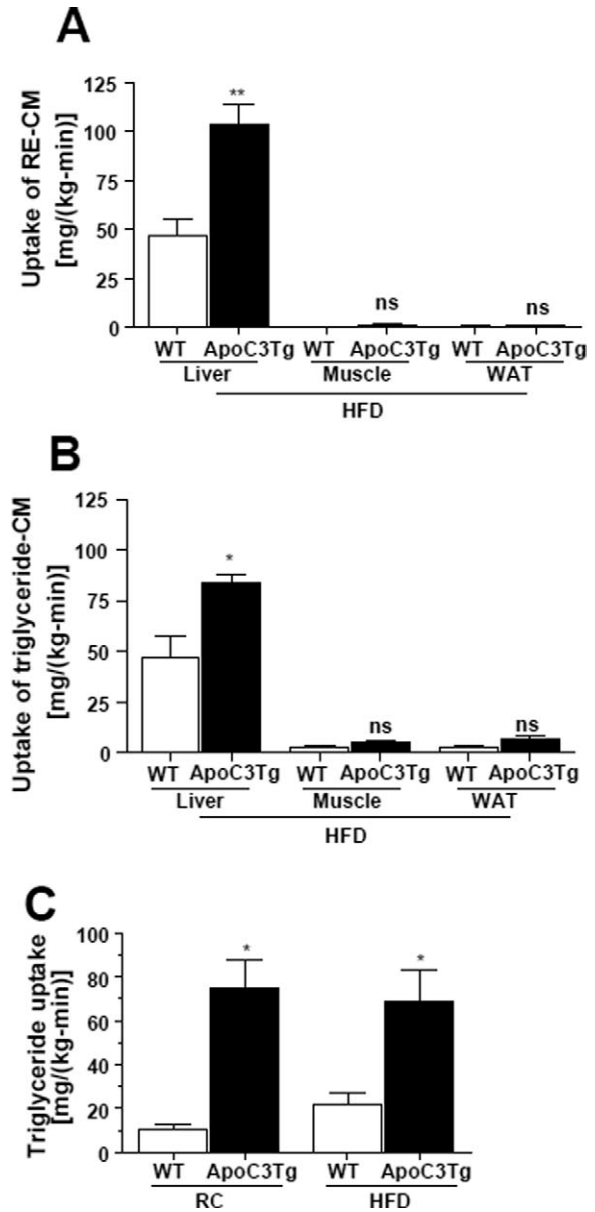 A
Uptake of RE-CM
[mg/(kg-min)]
125
100
75
50
25
0
**
ns
ns
WT ApoC3Tg WT ApoC3Tg WT ApoC3Tg
Liver Muscle WAT
HFD
B
Uptake of triglyceride-CM
[mg/(kg-min)]
125
100
75
50
25
0
*
ns
ns
WT ApoC3Tg WT ApoC3Tg WT ApoC3Tg
Liver Muscle WAT
HFD
C
Triglyceride uptake
[mg/(kg-min)]
100
80
60
40
20
0
*
*
WT ApoC3Tg WT ApoC3Tg
RC HFD